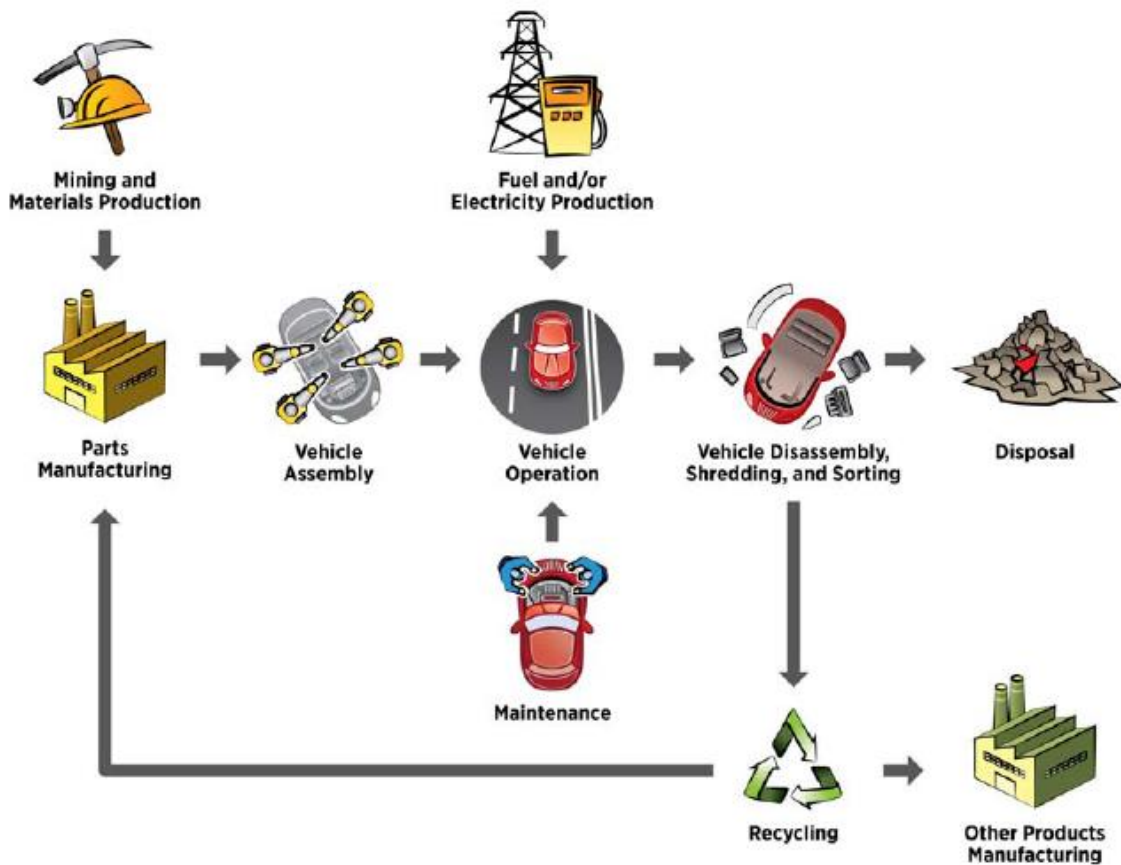 Mining and
Materials Production
Fuel and/or
Electricity Production
Parts
Manufacturing
Vehicle
Assembly
Vehicle
Operation
Vehicle Disassembly,
Shredding, and Sorting
Disposal
Maintenance
Recycling
Other Products
Manufacturing